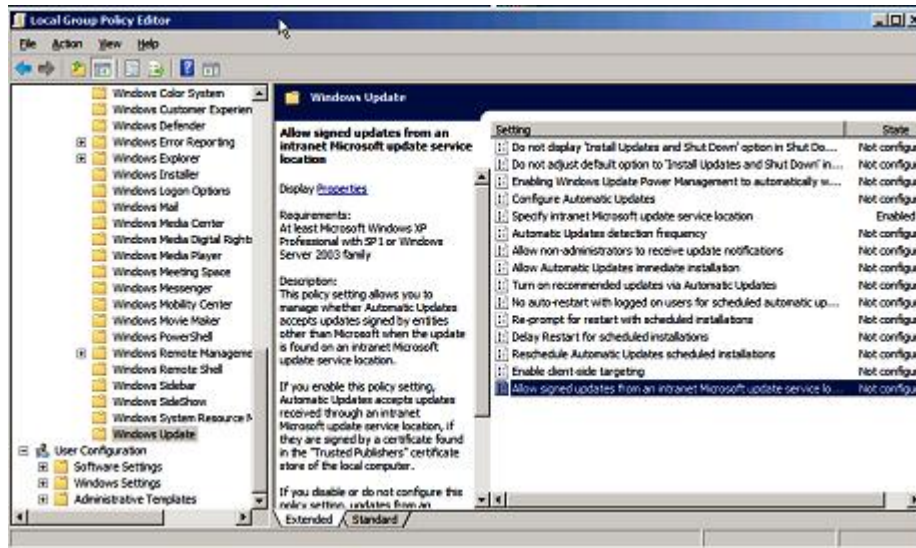 Local Group Policy Editor
File Action View Help
Windows Color System
Windows Customer Experien
Windows Defender
Windows Error Reporting
Windows Explorer
Windows Installer
Windows Logon Options
Windows Mail
Windows Media Center
Windows Media Digital Rights
Windows Media Player
Windows Meeting Space
Windows Messenger
Windows Mobility Center
Windows Movie Maker
Windows PowerShell
Windows Remote Manageme
Windows Remote Shell
Windows Sidebar
Windows SideShow
Windows System Resource M
Windows Update
User Configuration
Software Settings
Windows Settings
Administrative Templates
Windows Update
Allow signed updates from an
intranet Microsoft update service
location
Display Properties
Requirements:
At least Microsoft Windows XP
Professional with SP1 or Windows
Server 2003 family
Description:
This policy setting allows you to
manage whether Automatic Updates
accepts updates signed by entities
other than Microsoft when the update
is found on an intranet Microsoft
update service location.
If you enable this policy setting,
Automatic Updates accepts updates
received through an intranet
Microsoft update service location, if
they are signed by a certificate found
in the "Trusted Publishers" certificate
store of the local computer.
If you disable or do not configure this
policy setting, updates from an
Setting State
Do not display 'Install Updates and Shut Down' option in Shut Do... Not configu
Do not adjust default option to 'Install Updates and Shut Down' in... Not configu
Enabling Windows Update Power Management to automatically w... Not configu
Configure Automatic Updates Not configu
Specify intranet Microsoft update service location Enabled
Automatic Updates detection frequency Not configu
Allow non-administrators to receive update notifications Not configu
Allow Automatic Updates immediate installation Not configu
Turn on recommended updates via Automatic Updates Not configu
No auto-restart with logged on users for scheduled automatic up... Not configu
Re-prompt for restart with scheduled installations Not configu
Delay Restart for scheduled installations Not configu
Reschedule Automatic Updates scheduled installations Not configu
Enable client-side targeting Not configu
Allow signed updates from an intranet Microsoft update service lo... Not configu
Extended Standard